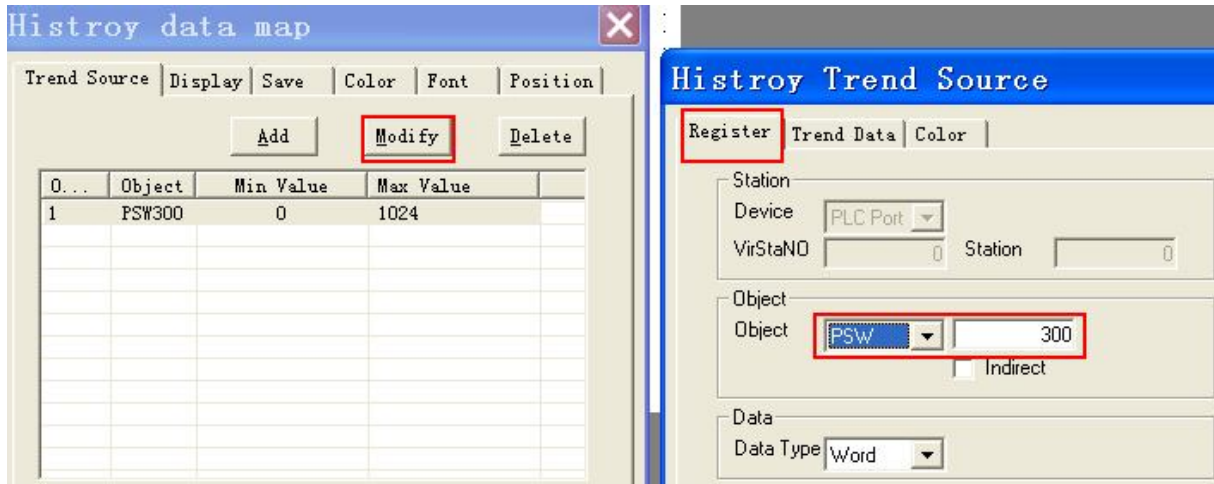 Histroy data map
Trend Source Display Save Color Font Position
Add Modify Delete
O... Object Min Value Max Value
1 PSW300 0 1024
Histroy Trend Source
Register Trend Data Color
Station
Device PLC Port
VirStaNO 0 Station 0
Object
Object PSW 300
Indirect
Data
Data Type Word